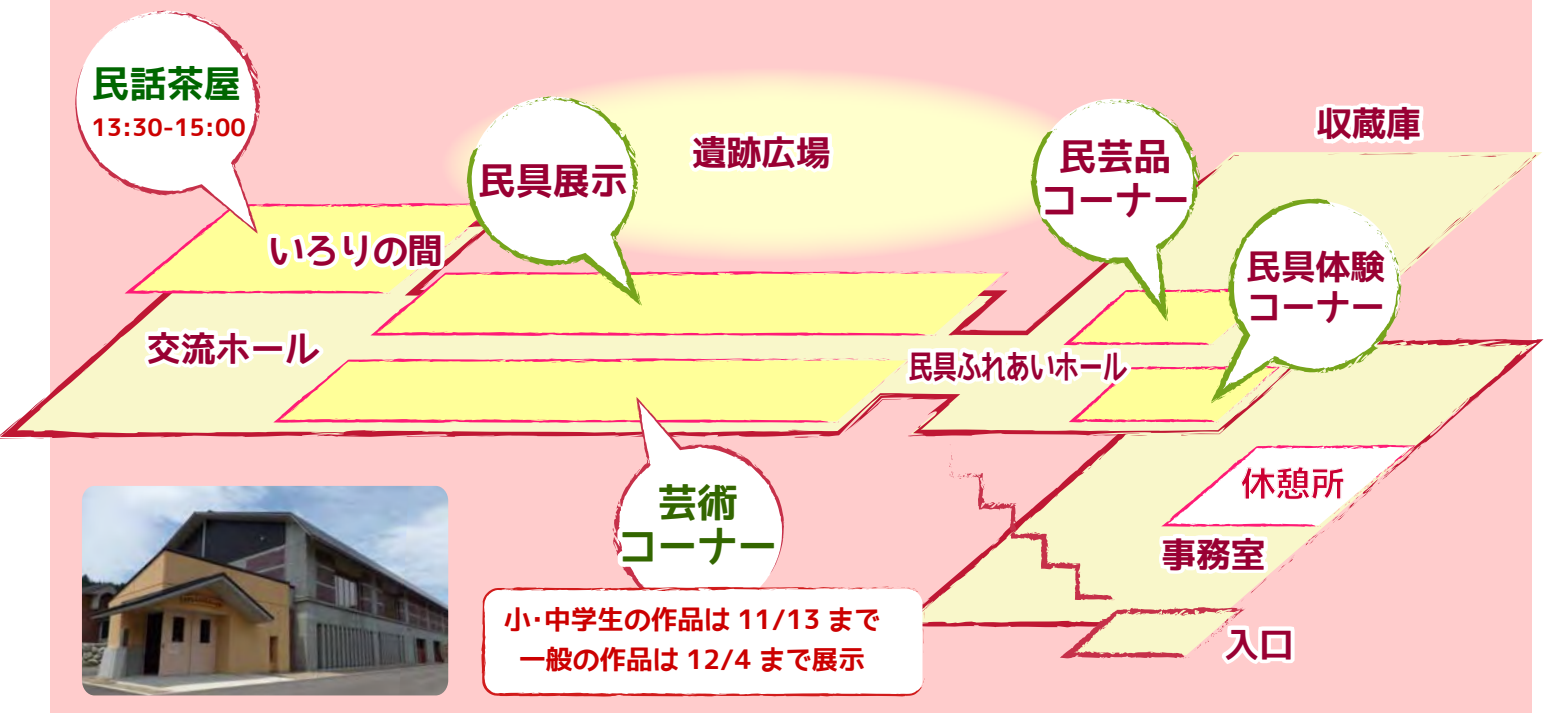 民話茶屋
13:30-15:00
民具展示
遺跡広場
民芸品
コーナー
収蔵庫
いろりの間
民具体験
コーナー
交流ホール
民具ふれあいホール
芸術
コーナー
休憩所
事務室
小・中学生の作品は 11/13 まで
一般の作品は 12/4 まで展示
入口